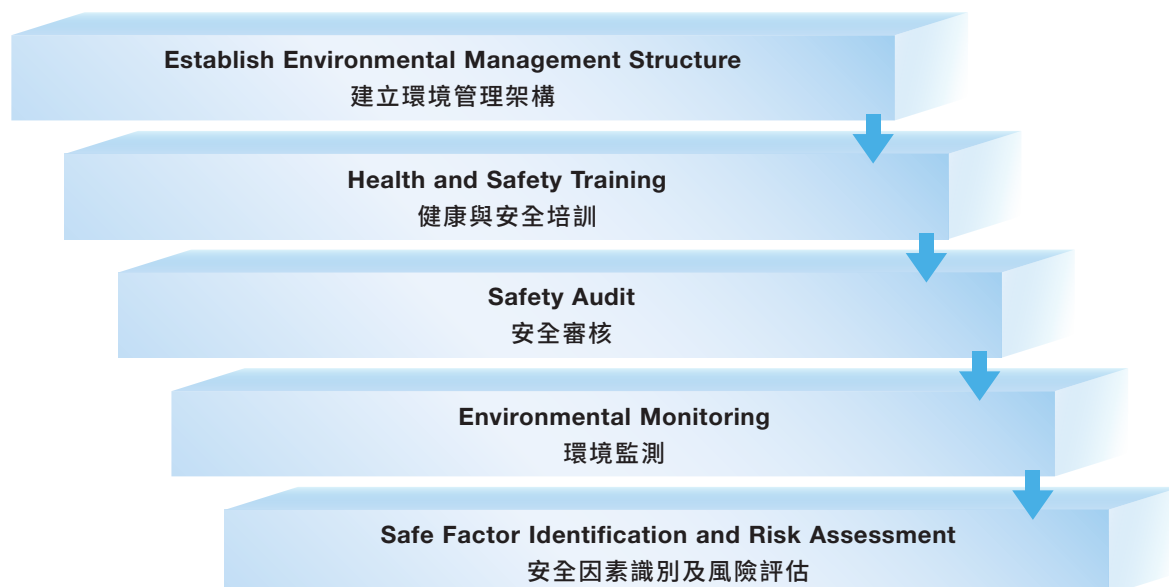 Establish Environmental Management Structure
建立環境管理架構
Health and Safety Training
健康與安全培訓
Safety Audit
安全審核
Environmental Monitoring
環境監測
Safe Factor Identification and Risk Assessment
安全因素識別及風險評估